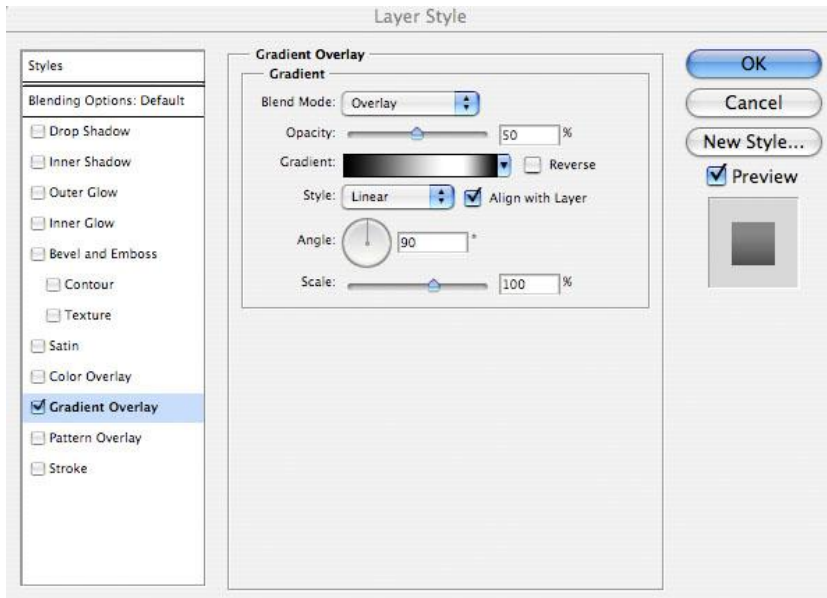 Layer Style
Styles
Blending Options: Default
Drop Shadow
Inner Shadow
Outer Glow
Inner Glow
Bevel and Emboss
Contour
Texture
Satin
Color Overlay
Gradient Overlay
Pattern Overlay
Stroke
Gradient Overlay
Gradient
Blend Mode: Overlay
Opacity: 50 %
Gradient: Reverse
Style: Linear Align with Layer
Angle: 90 °
Scale: 100 %
OK
Cancel
New Style...
Preview